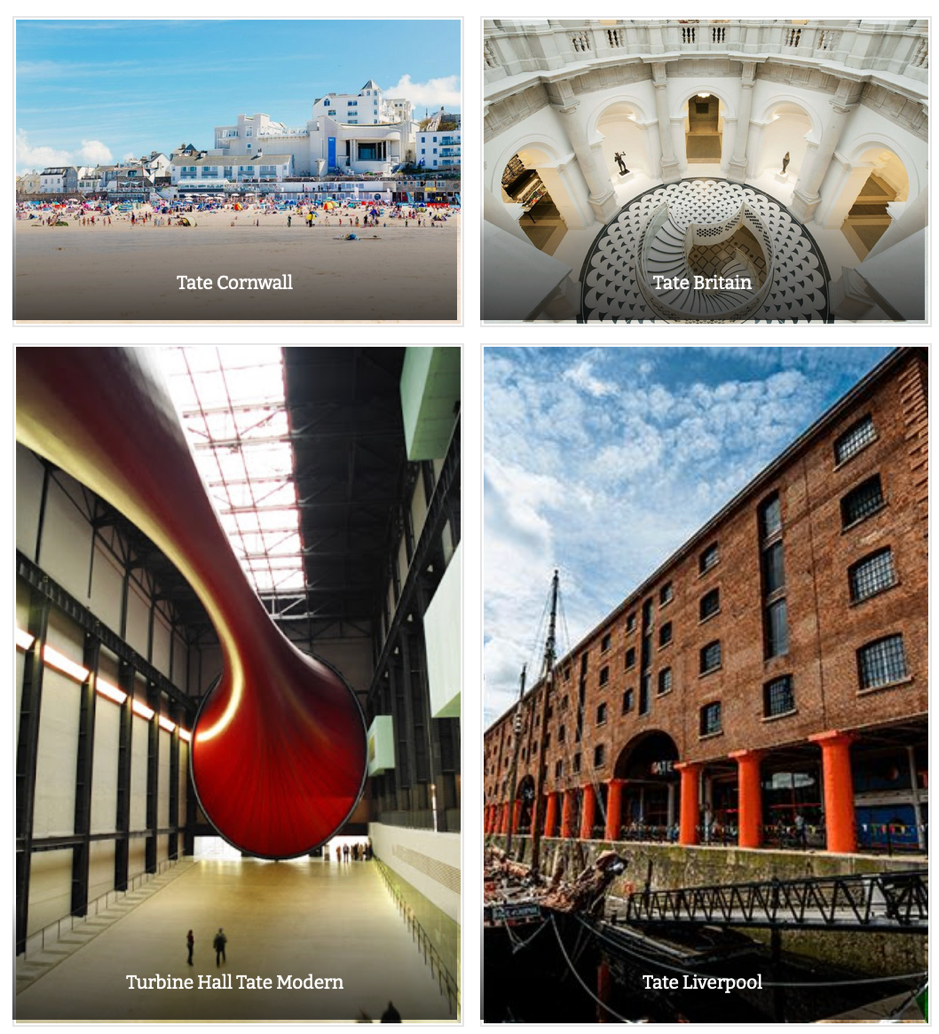 Tate Cornwall
Tate Britain
Turbine Hall Tate Modern
TATE
Tate Liverpool